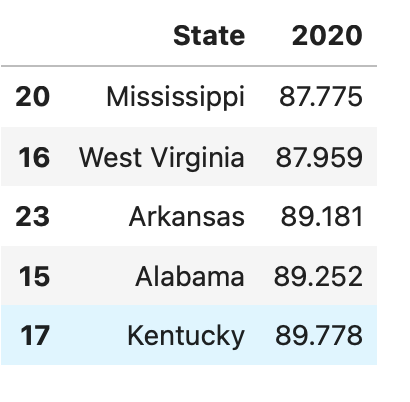 State 2020
20 Mississippi 87.775
16 West Virginia 87.959
23 Arkansas 89.181
15 Alabama 89.252
17 Kentucky 89.778